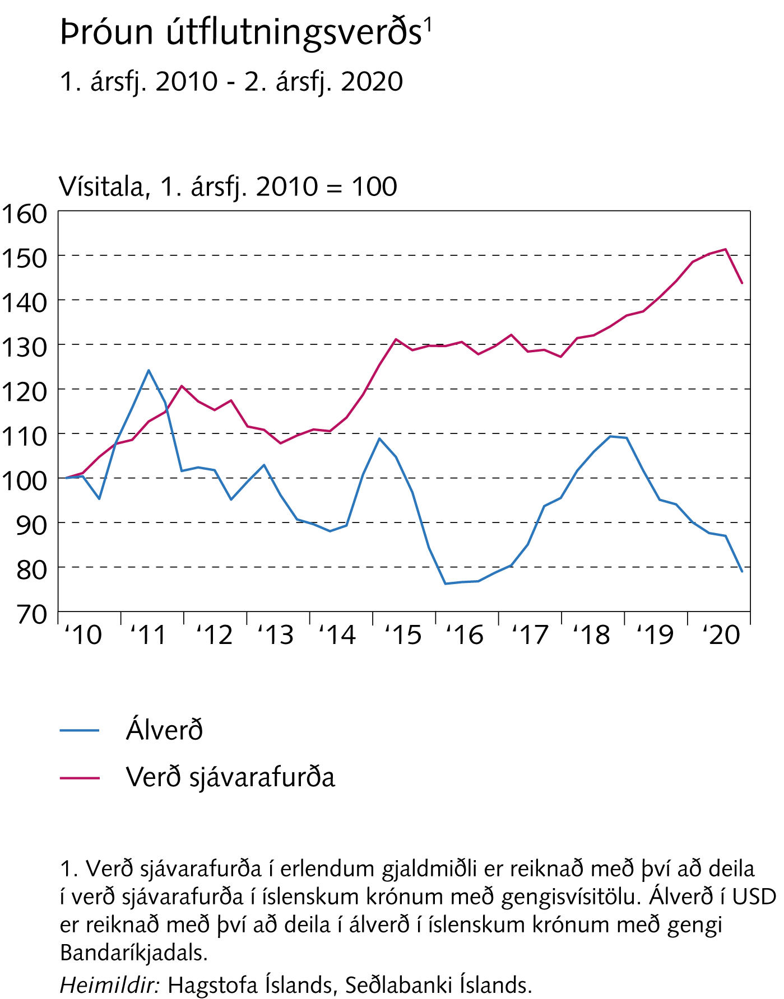 Þróun útflutningsverðs¹
1. ársfj. 2010 - 2. ársfj. 2020
Vísitala, 1. ársfj. 2010 = 100
160
150
140
130
120
110
100
90
80
70
‘10 ‘11 ‘12 ‘13 ‘14 ‘15 ‘16 ‘17 ‘18 ‘19 ‘20
Álverð
Verð sjávarafurða
1. Verð sjávarafurða í erlendum gjaldmiðli er reiknað með því að deila
í verð sjávarafurða í íslenskum krónum með gengisvísitölu. Álverð í USD
er reiknað með því að deila í álverð í íslenskum krónum með gengi
Bandaríkjadals.
Heimildir: Hagstofa Íslands, Seðlabanki Íslands.